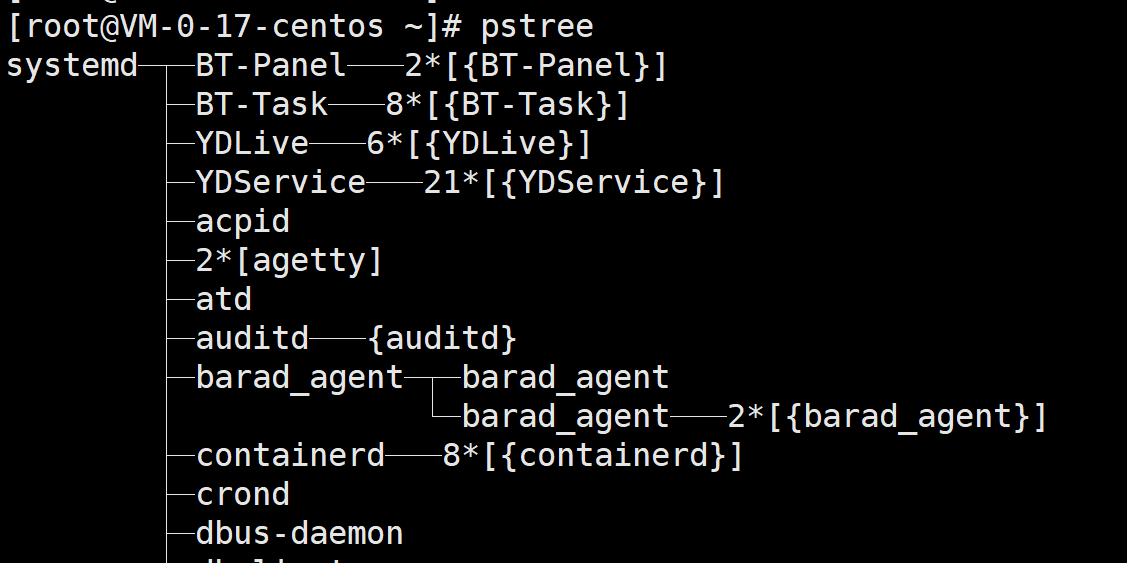 [root@VM-0-17-centos ~]# pstree
systemd─┬─BT-Panel───2*[{BT-Panel}]
        ├─BT-Task───8*[{BT-Task}]
        ├─YDLive───6*[{YDLive}]
        ├─YDService───21*[{YDService}]
        ├─acpid
        ├─2*[agetty]
        ├─atd
        ├─auditd───{auditd}
        ├─barad_agent─┬─barad_agent
        │             └─barad_agent───2*[{barad_agent}]
        ├─containerd───8*[{containerd}]
        ├─crond
        ├─dbus-daemon